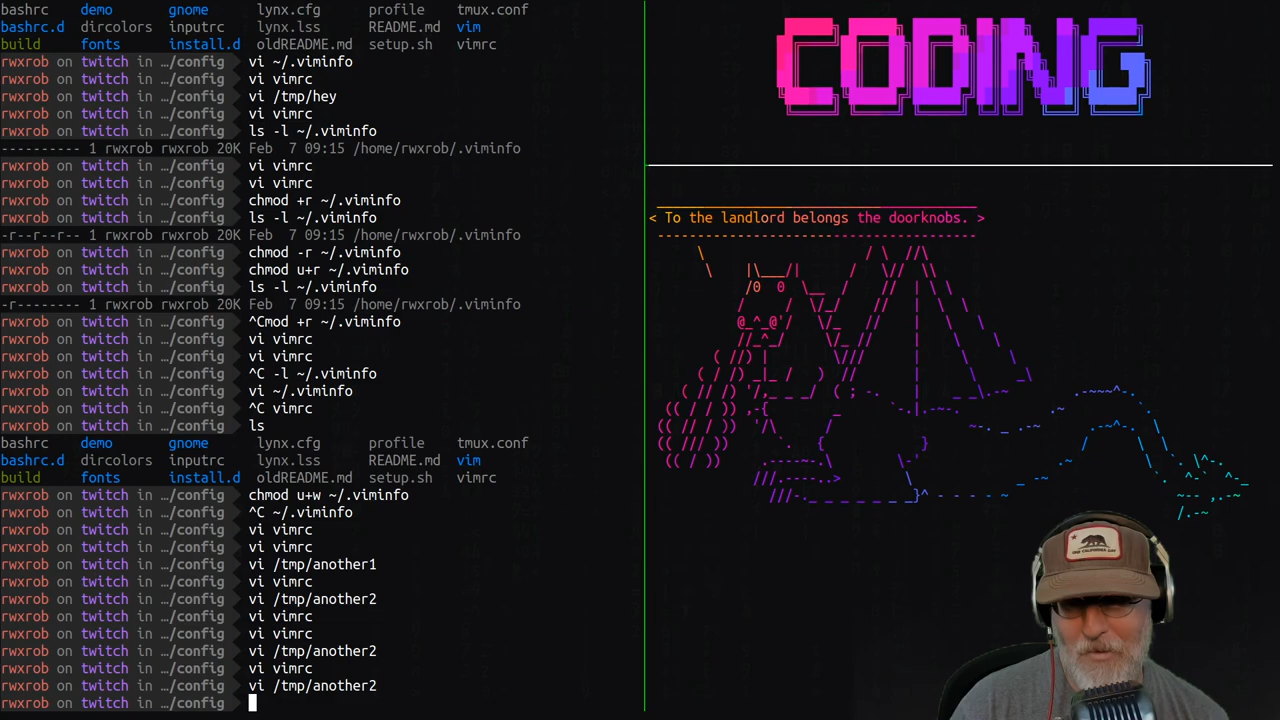 bashrc demo gnome lynx.cfg profile tmux.conf
bashrc.d dircolors inputrc lynx.lss README.md vim
build fonts install.d oldREADME.md setup.sh vimrc
rwxrob on twitch in …/config vi ~/.viminfo
rwxrob on twitch in …/config vi vimrc
rwxrob on twitch in …/config vi /tmp/hey
rwxrob on twitch in …/config vi vimrc
rwxrob on twitch in …/config ls -l ~/.viminfo
---------- 1 rwxrob rwxrob 20K Feb  7 09:15 /home/rwxrob/.viminfo
rwxrob on twitch in …/config vi vimrc
rwxrob on twitch in …/config vi vimrc
rwxrob on twitch in …/config chmod +r ~/.viminfo
rwxrob on twitch in …/config ls -l ~/.viminfo
-r--r--r-- 1 rwxrob rwxrob 20K Feb  7 09:15 /home/rwxrob/.viminfo
rwxrob on twitch in …/config chmod -r ~/.viminfo
rwxrob on twitch in …/config chmod u+r ~/.viminfo
rwxrob on twitch in …/config ls -l ~/.viminfo
-r-------- 1 rwxrob rwxrob 20K Feb  7 09:15 /home/rwxrob/.viminfo
rwxrob on twitch in …/config ^Cmod +r ~/.viminfo
rwxrob on twitch in …/config vi vimrc
rwxrob on twitch in …/config vi vimrc
rwxrob on twitch in …/config ^C -l ~/.viminfo
rwxrob on twitch in …/config vi ~/.viminfo
rwxrob on twitch in …/config ^C vimrc
rwxrob on twitch in …/config ls
bashrc demo gnome lynx.cfg profile tmux.conf
bashrc.d dircolors inputrc lynx.lss README.md vim
build fonts install.d oldREADME.md setup.sh vimrc
rwxrob on twitch in …/config chmod u+w ~/.viminfo
rwxrob on twitch in …/config ^C ~/.viminfo
rwxrob on twitch in …/config vi vimrc
rwxrob on twitch in …/config vi vimrc
rwxrob on twitch in …/config vi /tmp/another1
rwxrob on twitch in …/config vi vimrc
rwxrob on twitch in …/config vi /tmp/another2
rwxrob on twitch in …/config vi vimrc
rwxrob on twitch in …/config vi vimrc
rwxrob on twitch in …/config vi /tmp/another2
rwxrob on twitch in …/config vi vimrc
rwxrob on twitch in …/config vi /tmp/another2
rwxrob on twitch in …/config
CODING
< To the landlord belongs the doorknobs. >